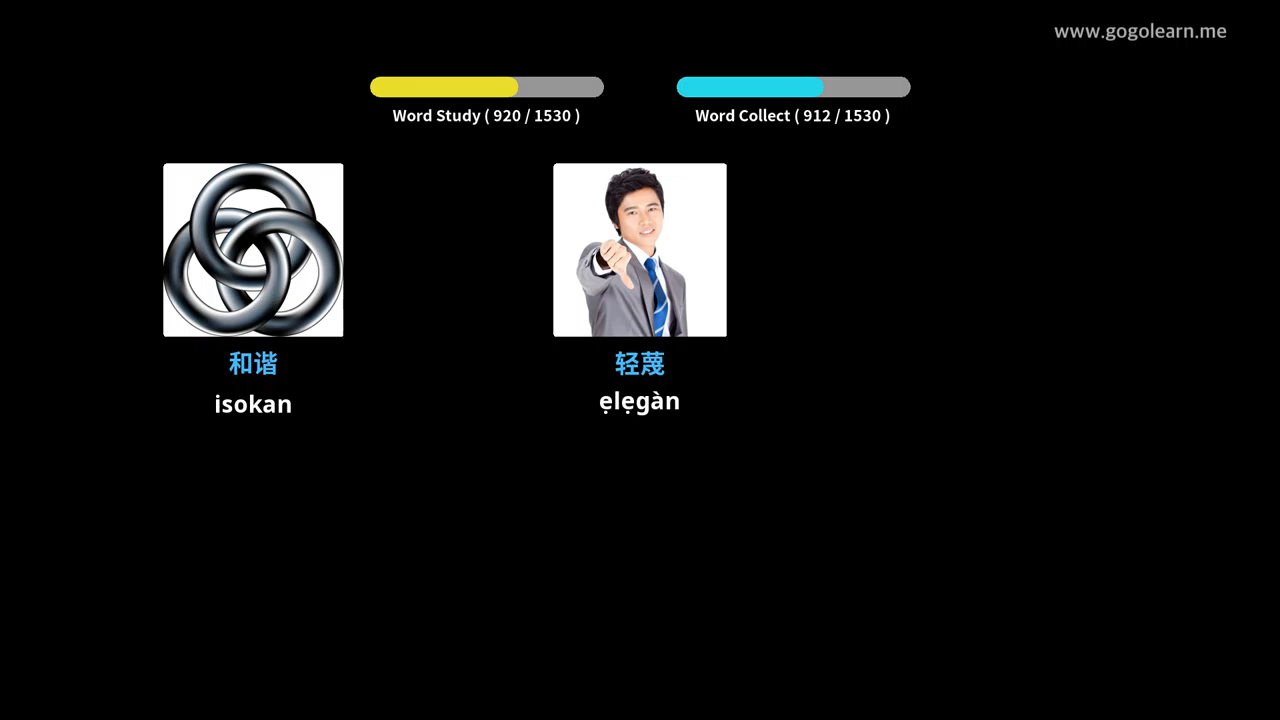 www.gogolearn.me
Word Study ( 920 / 1530 )
Word Collect ( 912 / 1530 )
和谐
isokan
轻蔑
ẹlẹgàn